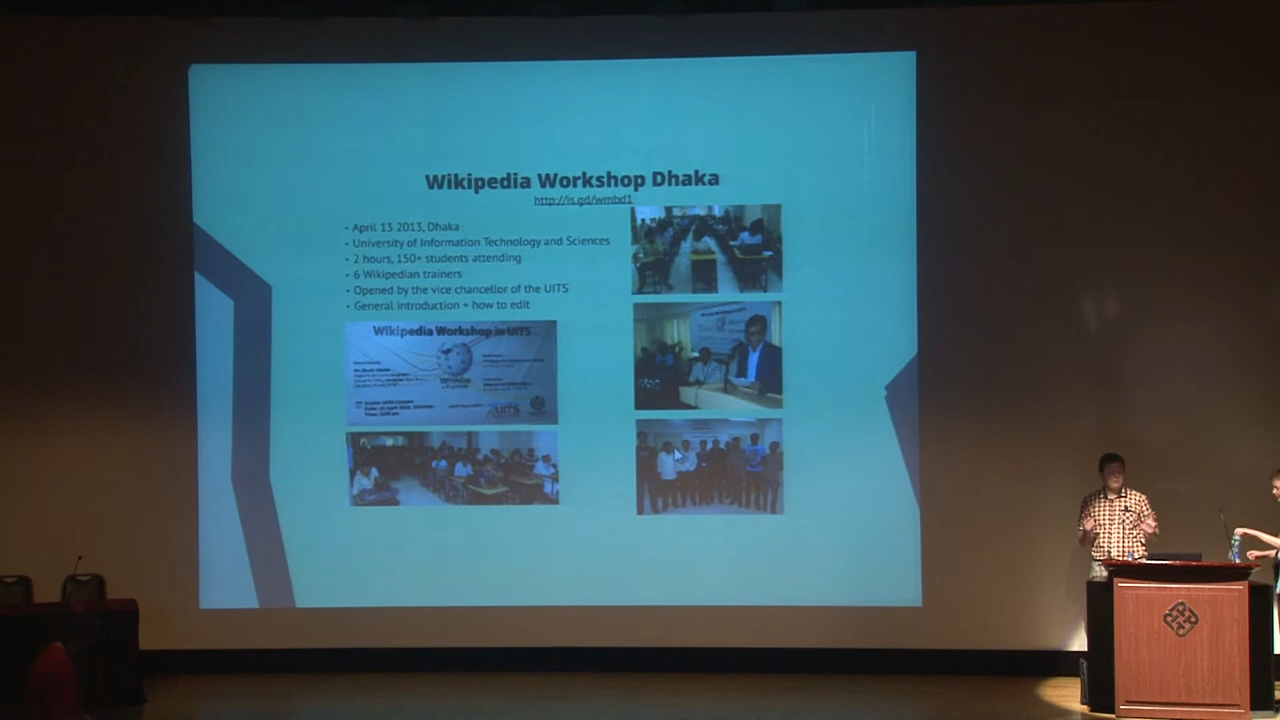 Wikipedia Workshop Dhaka
http://is.gd/wmbd1
• April 13 2013, Dhaka
• University of Information Technology and Sciences
• 2 hours, 150+ students attending
• 6 Wikipedian trainers
• Opened by the vice chancellor of the UITS
• General introduction + how to edit
Wikipedia Workshop in UITS
UITS